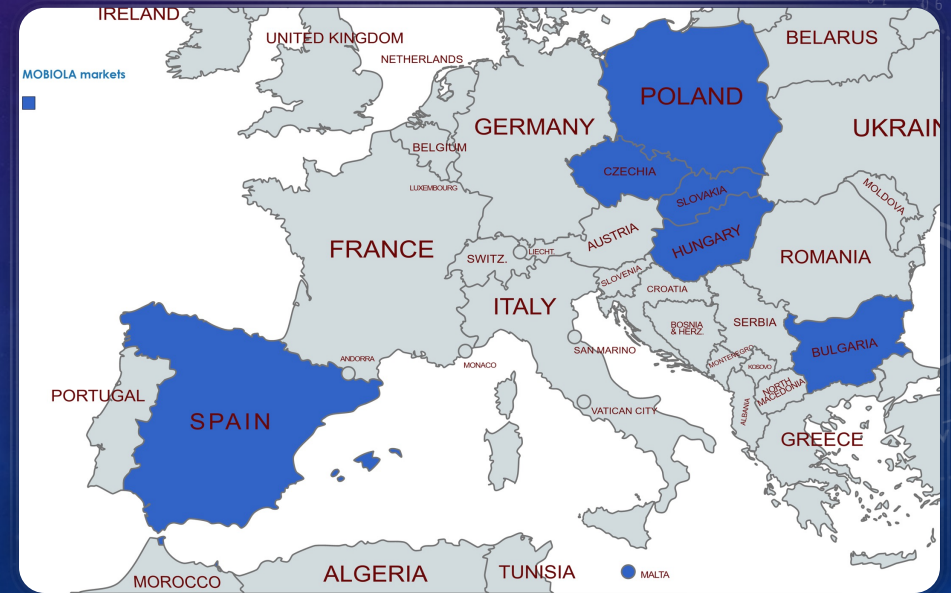 IRELAND
UNITED KINGDOM
NETHERLANDS
BELARUS
MOBIOLA markets
POLAND
GERMANY
UKRAIN
BELGIUM
CZECHIA
LUXEMBOURG
SLOVAKIA
MOLDOVA
FRANCE
AUSTRIA
HUNGARY
SWITZ.
LIECHT.
ROMANIA
SLOVENIA
CROATIA
ITALY
BOSNIA
& HERZ.
SERBIA
BULGARIA
SAN MARINO
MONTENEGRO
KOSOVO
ANDORRA
MONACO
NORTH
MACEDONIA
PORTUGAL
SPAIN
VATICAN CITY
ALBANIA
GREECE
MOROCCO
ALGERIA
TUNISIA
MALTA